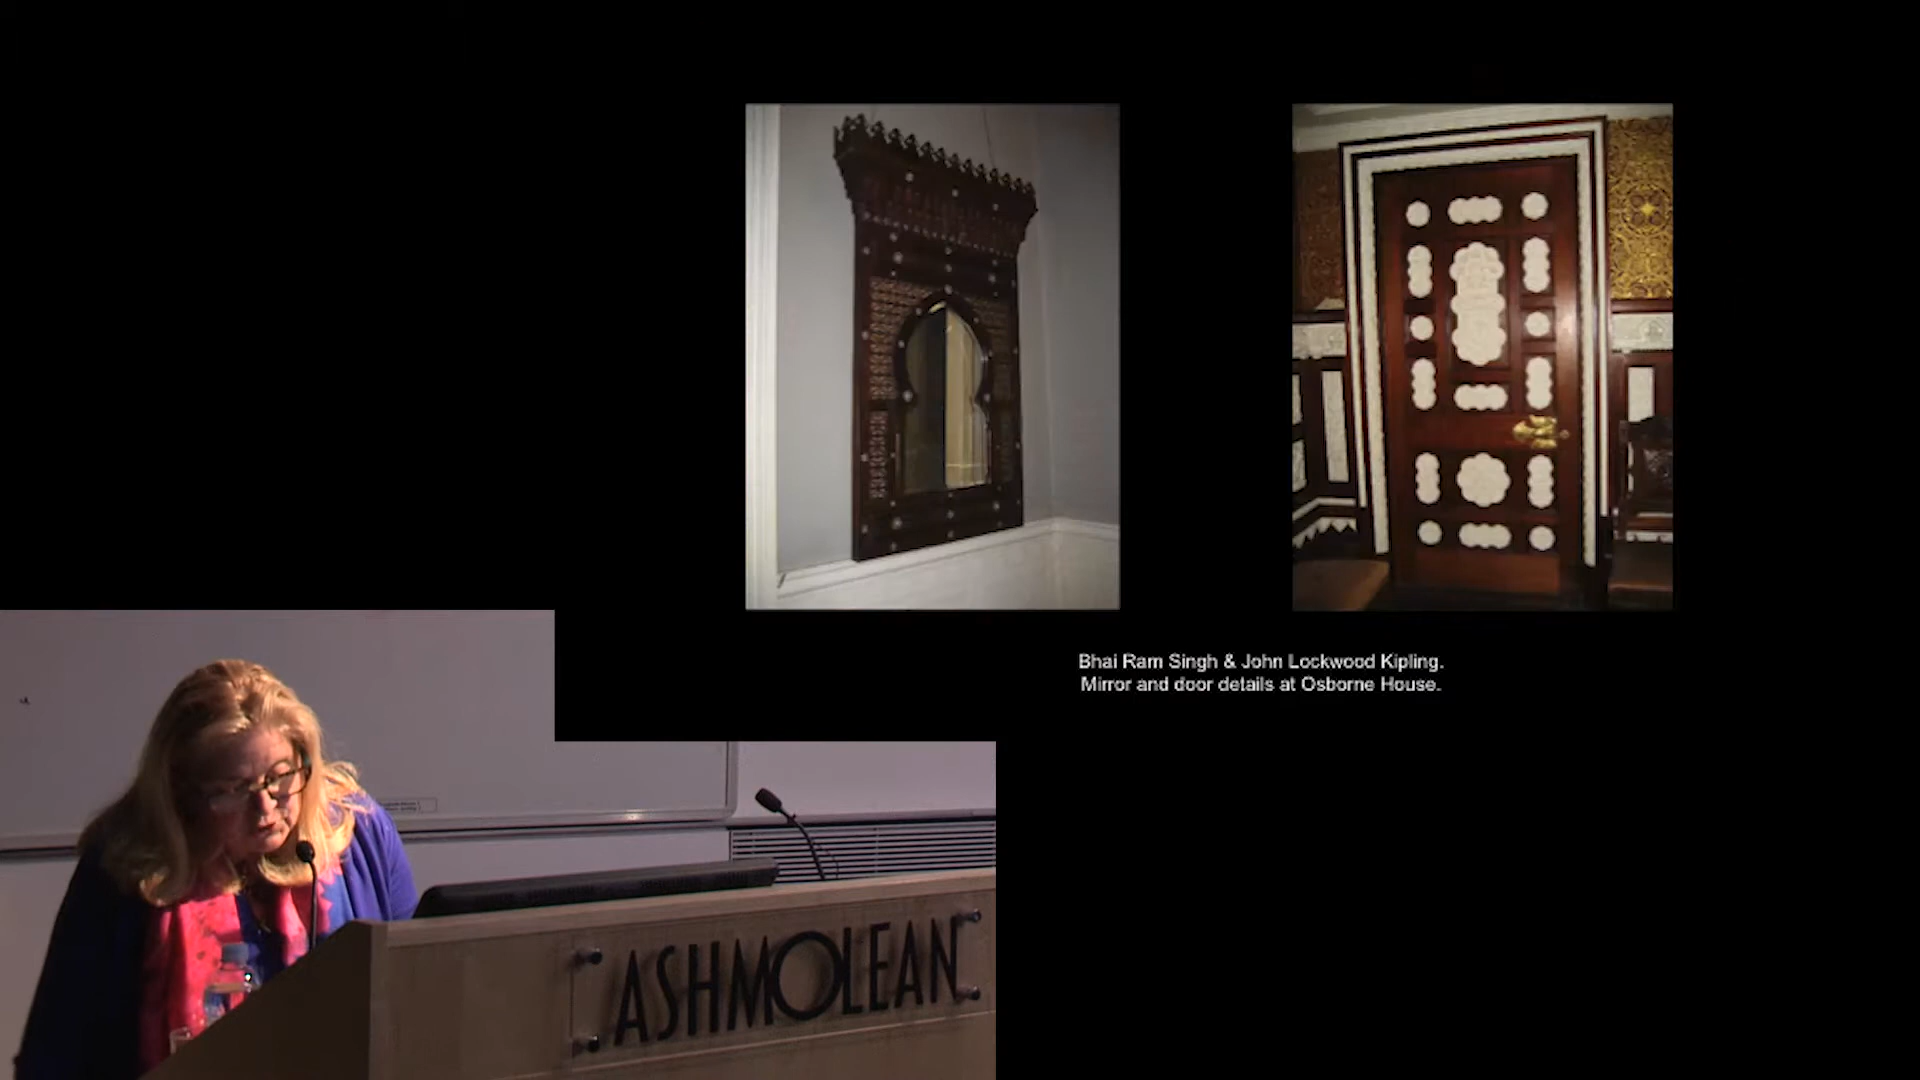 Bhai Ram Singh & John Lockwood Kipling.
Mirror and door details at Osborne House.
ASHMOLEAN